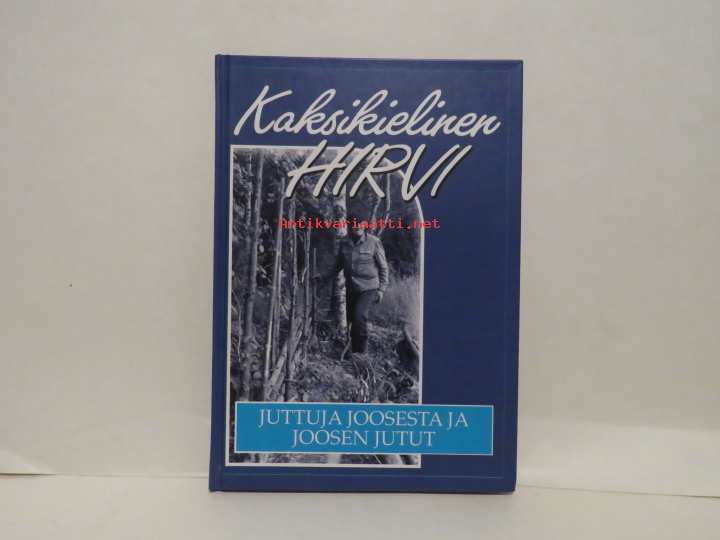 Kaksikielinen
HIRVI
Antikvariaatti.net
JUTTUJA JOOSESTA JA
JOOSEN JUTUT